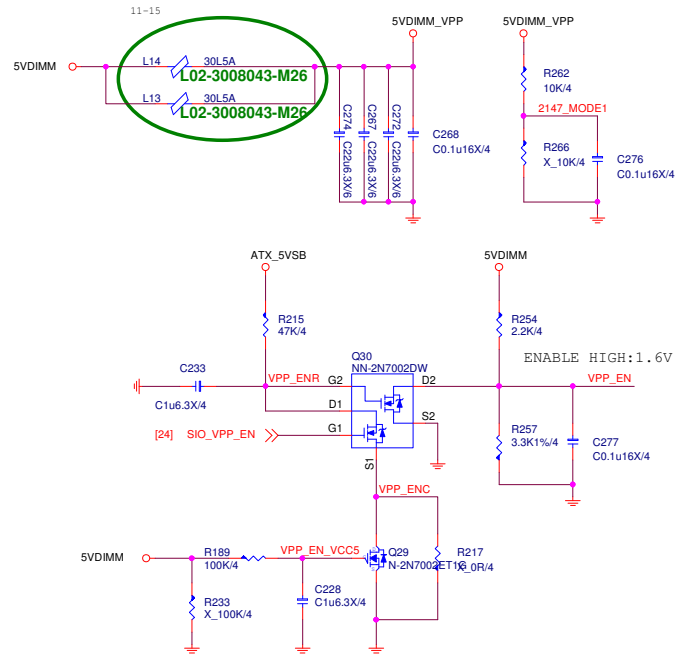 11-15
5VDIMM_VPP
5VDIMM_VPP
5VDIMM
L14
30L5A
L02-3008043-M26
L13
30L5A
L02-3008043-M26
C274
C22u6.3X/6
C267
C22u6.3X/6
C272
C22u6.3X/6
C268
C0.1u16X/4
R262
10K/4
2147_MODE1
R266
X_10K/4
C276
C0.1u16X/4
ATX_5VSB
5VDIMM
R215
47K/4
R254
2.2K/4
Q30
NN-2N7002DW
ENABLE HIGH:1.6V
C233
VPP_ENR
G2
D2
VPP_EN
C1u6.3X/4
D1
S2
[24]
SIO_VPP_EN
G1
R257
3.3K1%/4
C277
C0.1u16X/4
S1
VPP_ENC
5VDIMM
R189
100K/4
VPP_EN_VCC5
Q29
N-2N7002ET1G
R217
X_0R/4
C228
C1u6.3X/4
R233
X_100K/4